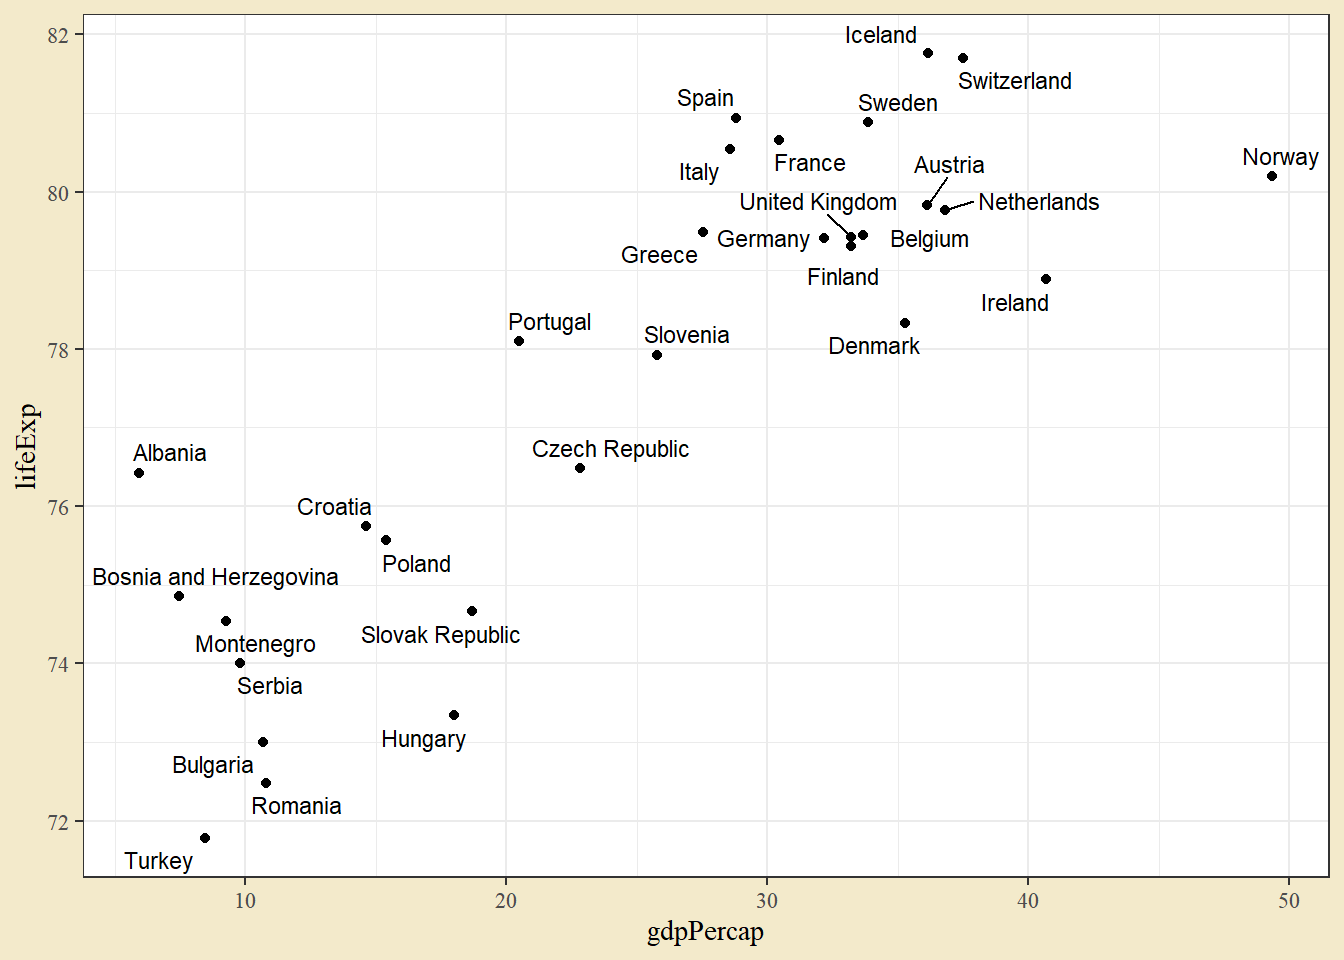 82
80
78
76
74
72
lifeExp
Iceland
Switzerland
Spain
Sweden
Italy
France
Austria
Norway
United Kingdom
Netherlands
Greece
Germany
Belgium
Finland
Ireland
Portugal
Slovenia
Denmark
Albania
Czech Republic
Croatia
Poland
Bosnia and Herzegovina
Montenegro
Slovak Republic
Serbia
Hungary
Bulgaria
Romania
Turkey
10
20
30
40
50
gdpPercap